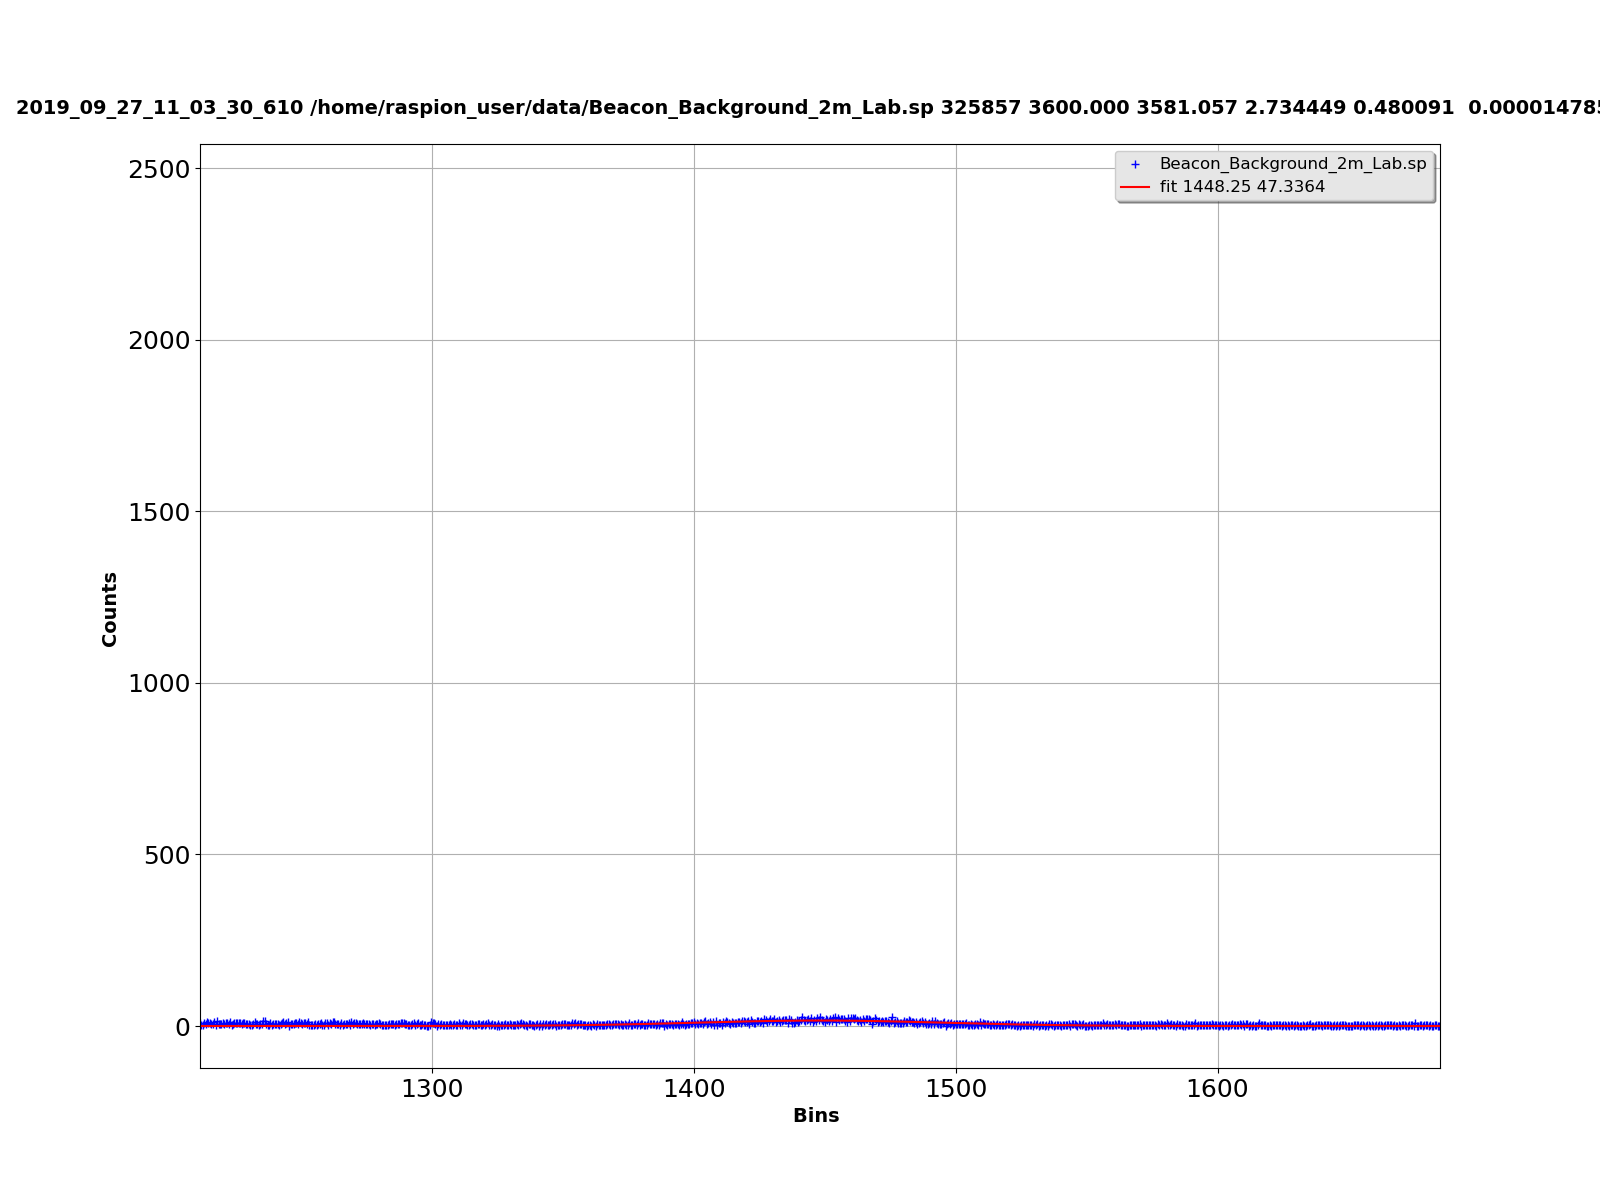 2019_09_27_11_03_30_610 /home/raspion_user/data/Beacon_Background_2m_Lab.sp 325857 3600.000 3581.057 2.734449 0.480091 0.000014785
Beacon_Background_2m_Lab.sp
fit 1448.25 47.3364
2500
2000
1500
1000
500
0
Counts
1300 1400 1500 1600
Bins